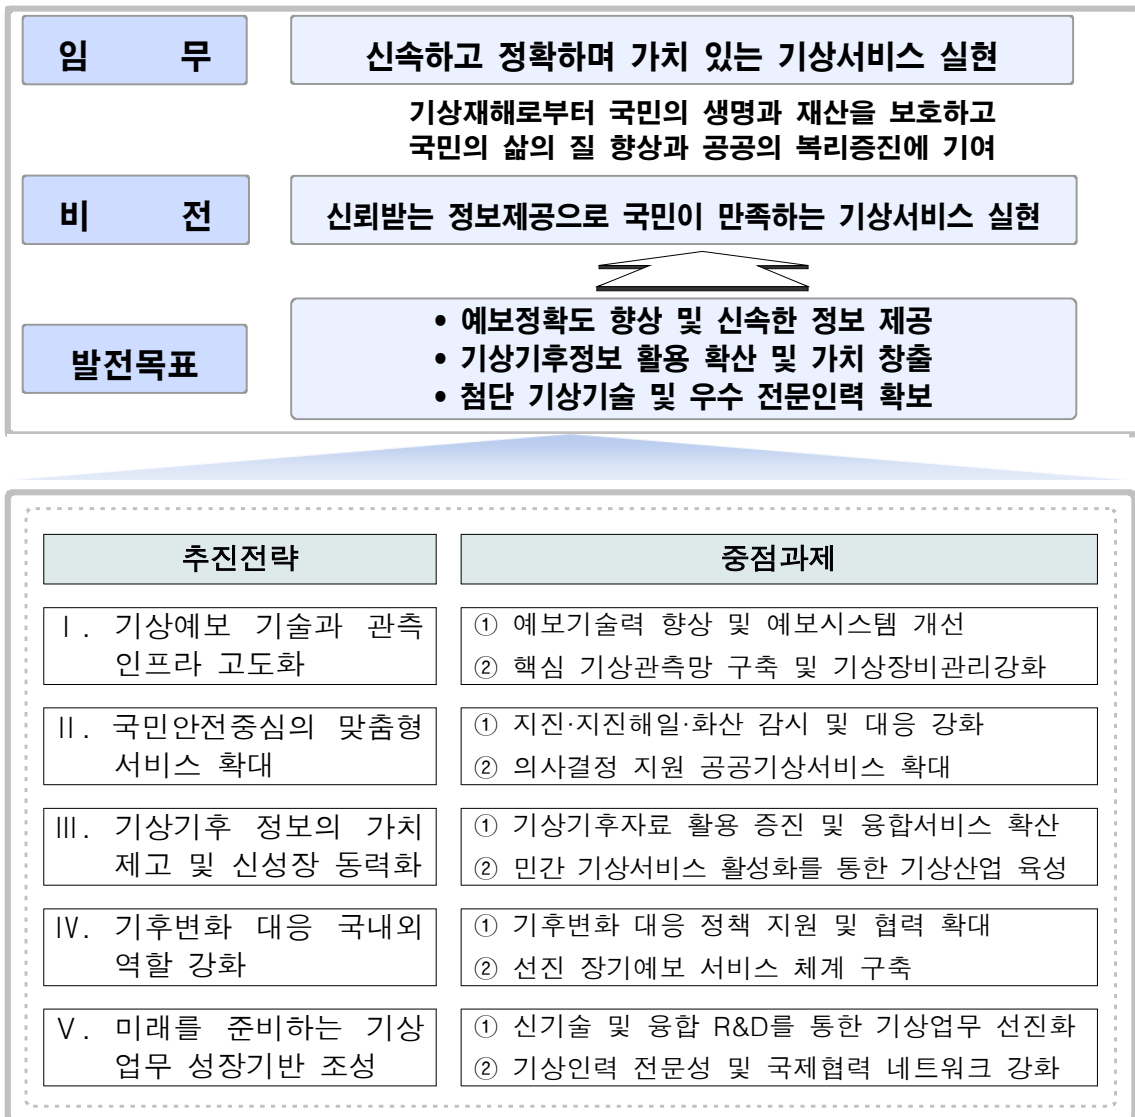 임 무
신속하고 정확하며 가치 있는 기상서비스 실현
기상재해로부터 국민의 생명과 재산을 보호하고
국민의 삶의 질 향상과 공공의 복리증진에 기여
비 전
신뢰받는 정보제공으로 국민이 만족하는 기상서비스 실현
발전목표
• 예보정확도 향상 및 신속한 정보 제공
• 기상기후정보 활용 확산 및 가치 창출
• 첨단 기상기술 및 우수 전문인력 확보
추진전략
중점과제
Ⅰ. 기상예보 기술과 관측
인프라 고도화
① 예보기술력 향상 및 예보시스템 개선
② 핵심 기상관측망 구축 및 기상장비관리강화
Ⅱ. 국민안전중심의 맞춤형
서비스 확대
① 지진·지진해일·화산 감시 및 대응 강화
② 의사결정 지원 공공기상서비스 확대
Ⅲ. 기상기후 정보의 가치
제고 및 신성장 동력화
① 기상기후자료 활용 증진 및 융합서비스 확산
② 민간 기상서비스 활성화를 통한 기상산업 육성
Ⅳ. 기후변화 대응 국내외
역할 강화
① 기후변화 대응 정책 지원 및 협력 확대
② 선진 장기예보 서비스 체계 구축
Ⅴ. 미래를 준비하는 기상
업무 성장기반 조성
① 신기술 및 융합 R&D를 통한 기상업무 선진화
② 기상인력 전문성 및 국제협력 네트워크 강화